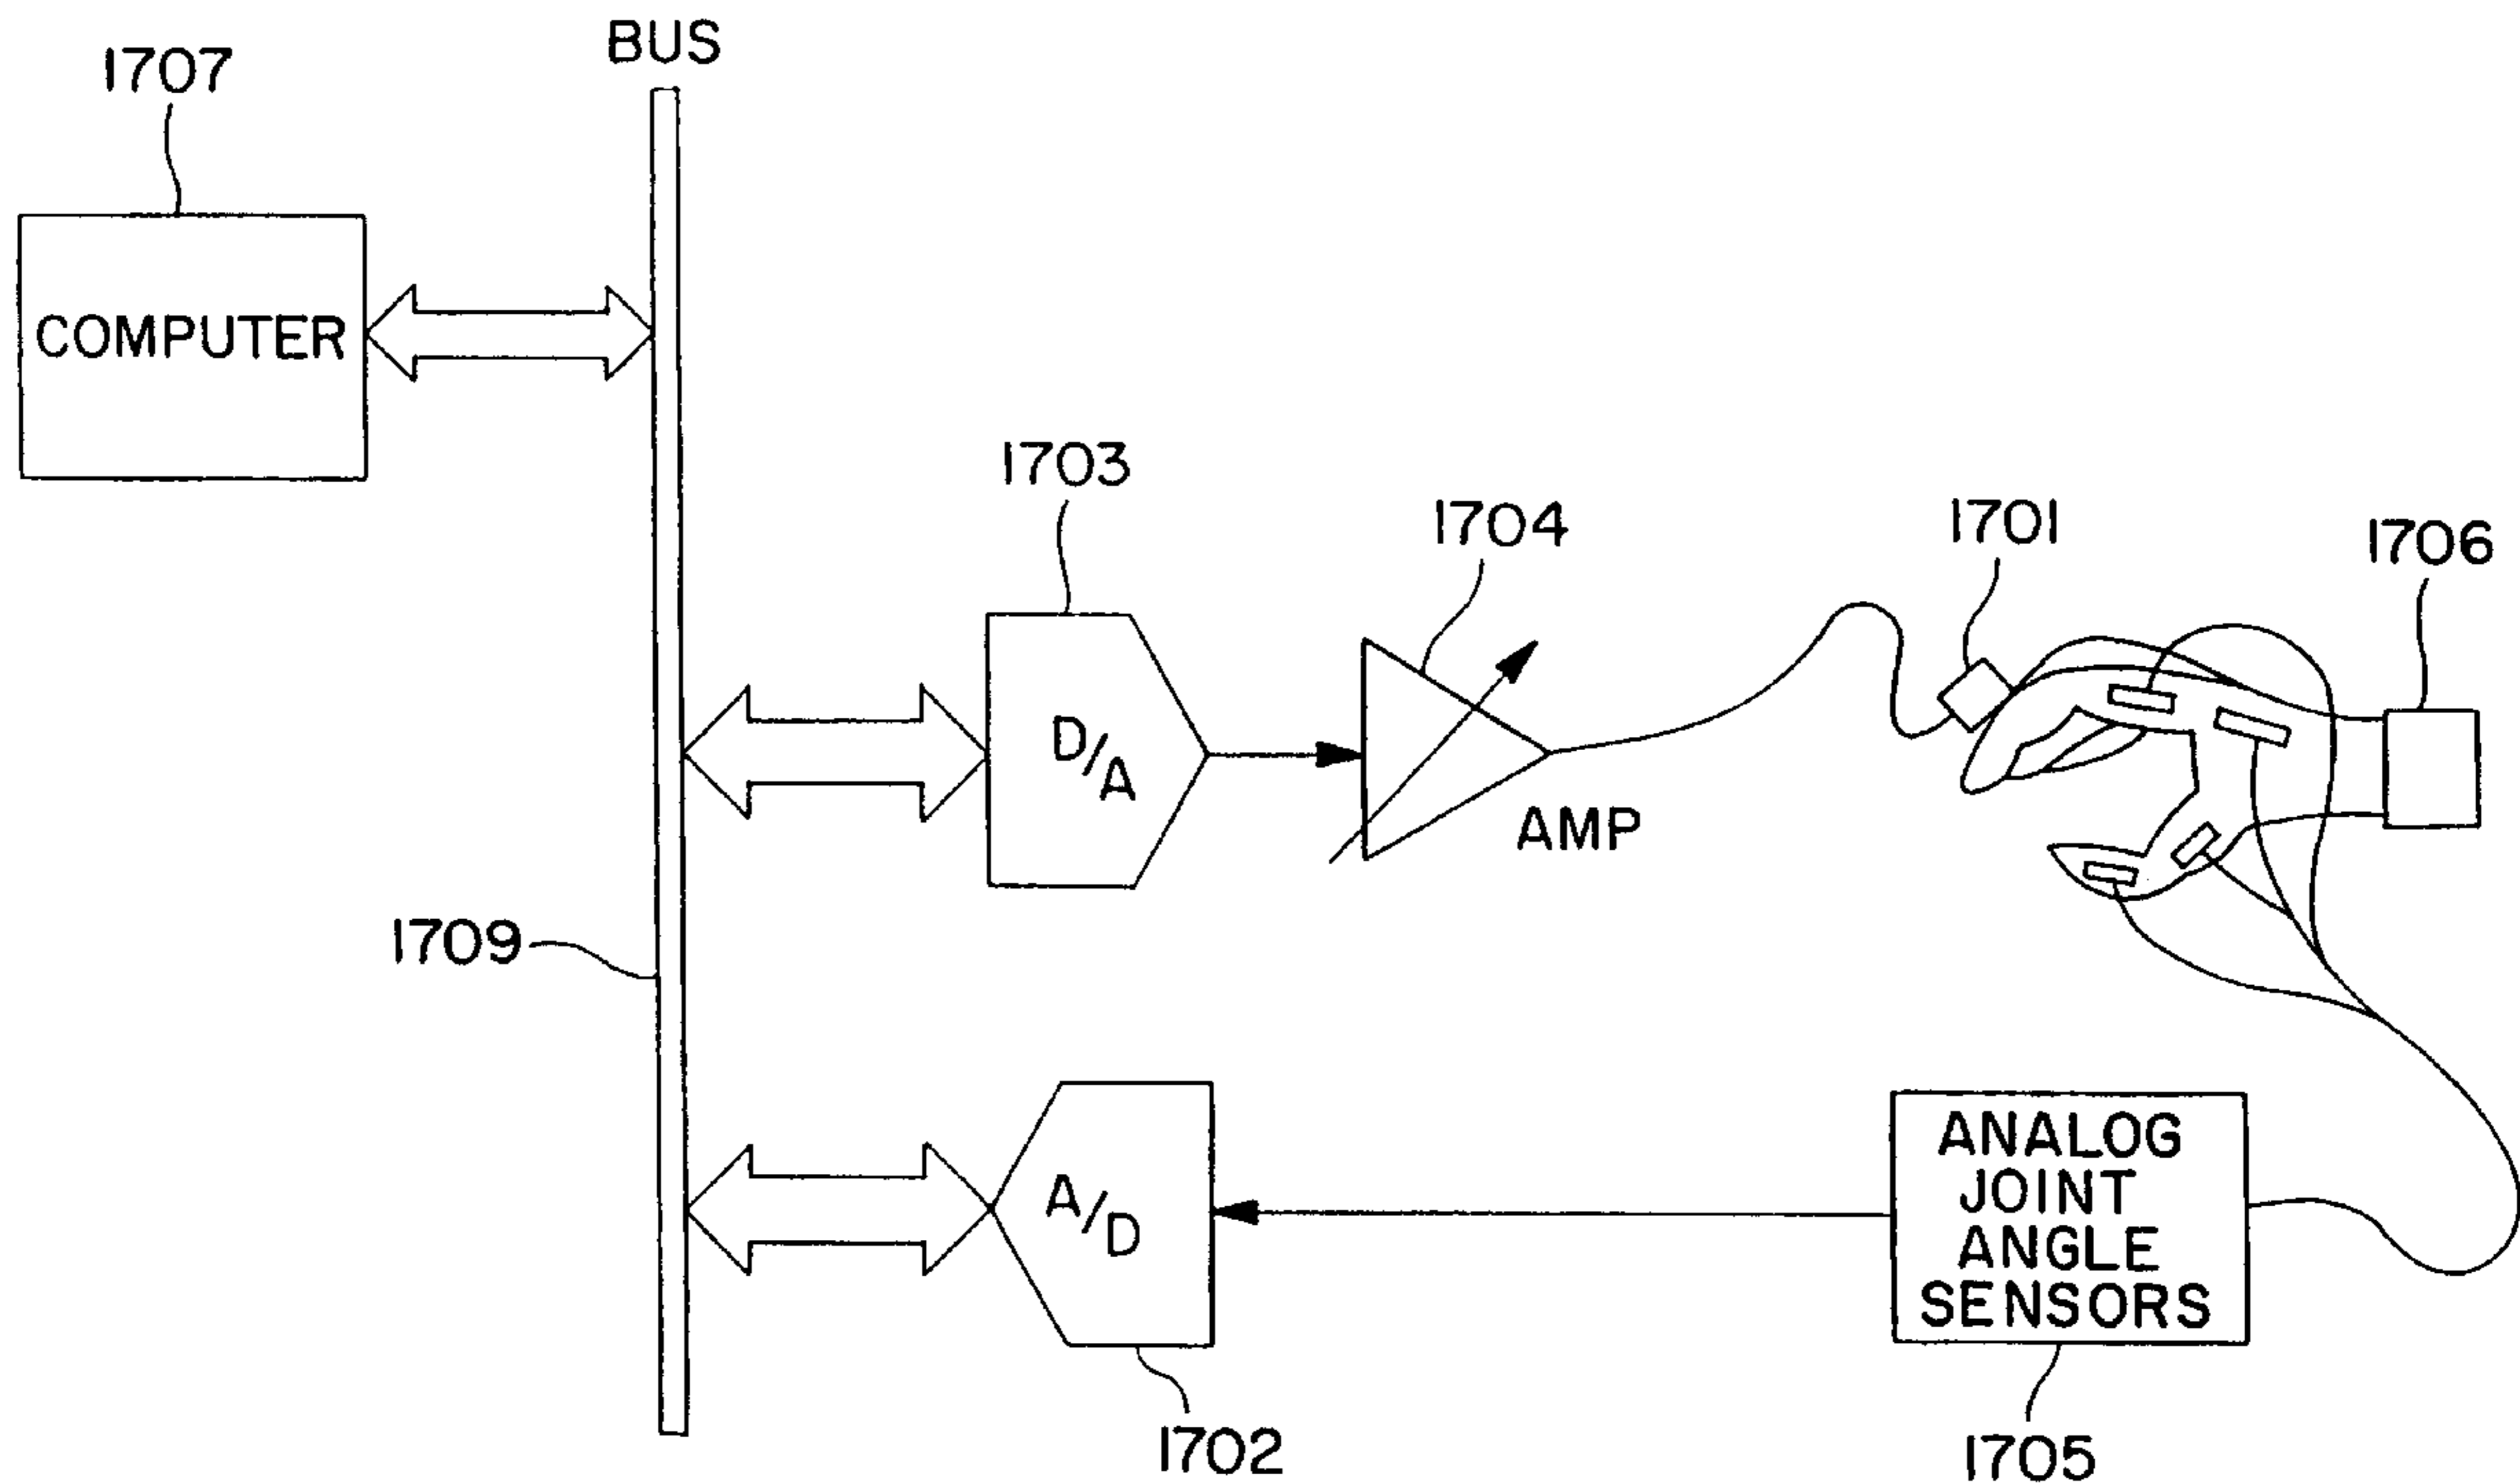 BUS
1707
COMPUTER
1703
1704
1701
1706
D/A
AMP
1709
A/D
ANALOG
JOINT
ANGLE
SENSORS
1702
1705